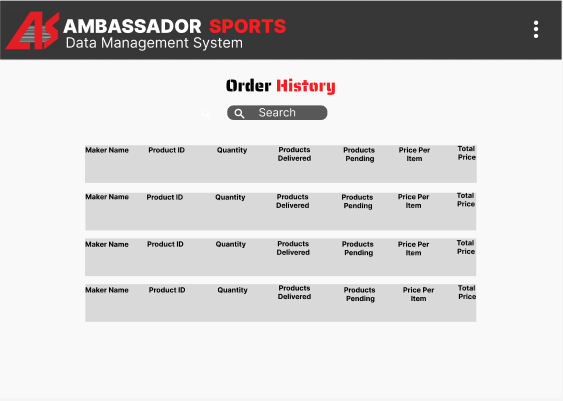 AS AMBASSADOR SPORTS
Data Management System
Order History
Search
Maker Name Product ID Quantity Products Delivered Products Pending Price Per Item Total Price
Maker Name Product ID Quantity Products Delivered Products Pending Price Per Item Total Price
Maker Name Product ID Quantity Products Delivered Products Pending Price Per Item Total Price
Maker Name Product ID Quantity Products Delivered Products Pending Price Per Item Total Price